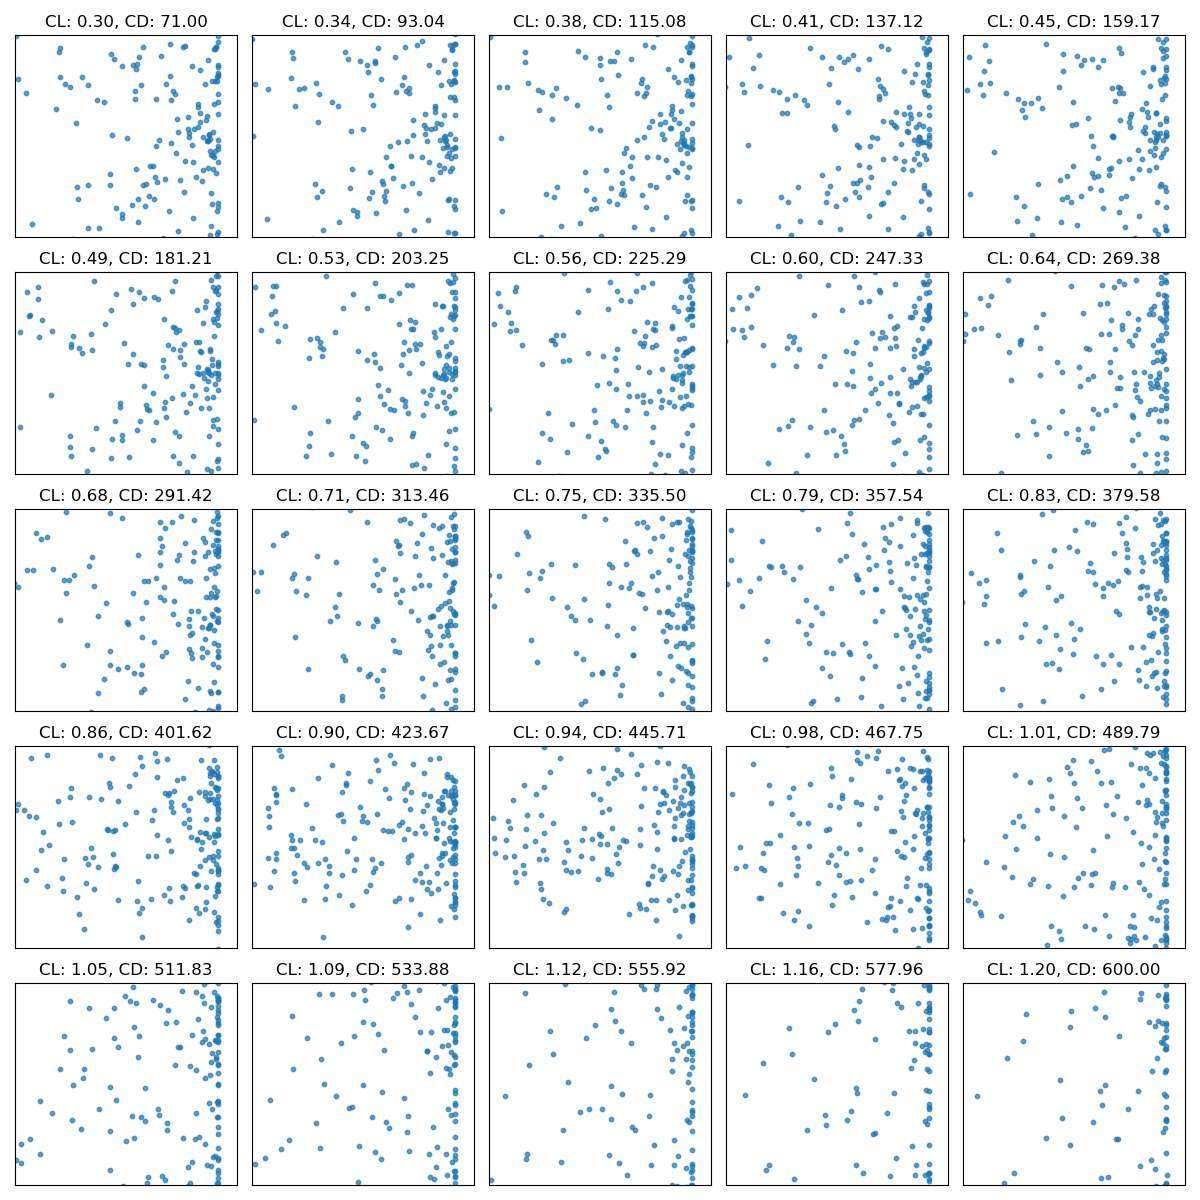 CL: 0.30, CD: 71.00
CL: 0.34, CD: 93.04
CL: 0.38, CD: 115.08
CL: 0.41, CD: 137.12
CL: 0.45, CD: 159.17
CL: 0.49, CD: 181.21
CL: 0.53, CD: 203.25
CL: 0.56, CD: 225.29
CL: 0.60, CD: 247.33
CL: 0.64, CD: 269.38
CL: 0.68, CD: 291.42
CL: 0.71, CD: 313.46
CL: 0.75, CD: 335.50
CL: 0.79, CD: 357.54
CL: 0.83, CD: 379.58
CL: 0.86, CD: 401.62
CL: 0.90, CD: 423.67
CL: 0.94, CD: 445.71
CL: 0.98, CD: 467.75
CL: 1.01, CD: 489.79
CL: 1.05, CD: 511.83
CL: 1.09, CD: 533.88
CL: 1.12, CD: 555.92
CL: 1.16, CD: 577.96
CL: 1.20, CD: 600.00